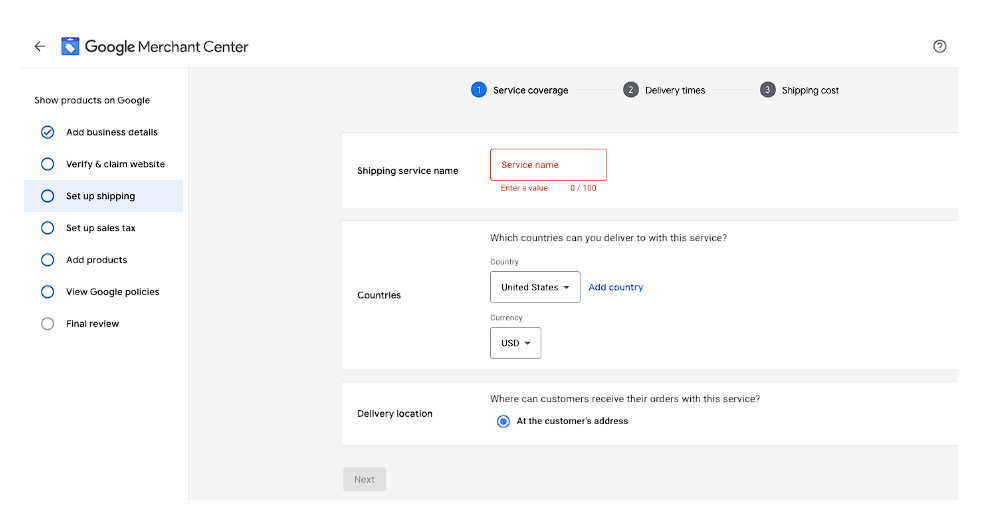 Google Merchant Center
Show products on Google
Add business details
Verify & claim website
Set up shipping
Set up sales tax
Add products
View Google policies
Final review
1 Service coverage
2 Delivery times
3 Shipping cost
Shipping service name
Service name
Enter a value 0 / 100
Countries
Which countries can you deliver to with this service?
Country
United States
Add country
Currency
USD
Delivery location
Where can customers receive their orders with this service?
At the customer's address
Next